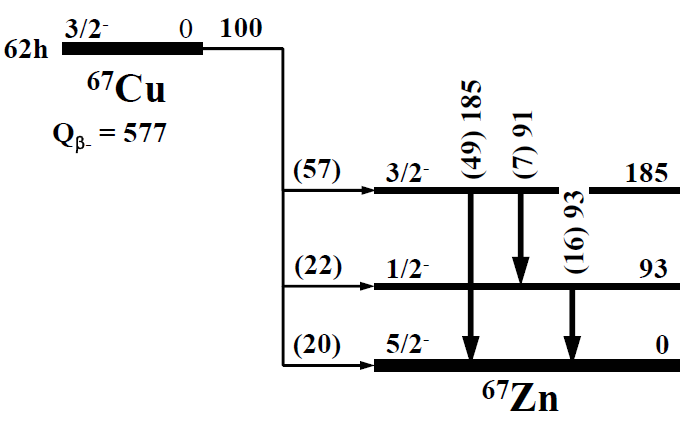 3/2- 0 100
62h
⁶⁷Cu
Qβ- = 577
(49) 185
(7) 91
(57) 3/2- 185
(16) 93
(22) 1/2- 93
(20) 5/2- 0
⁶⁷Zn